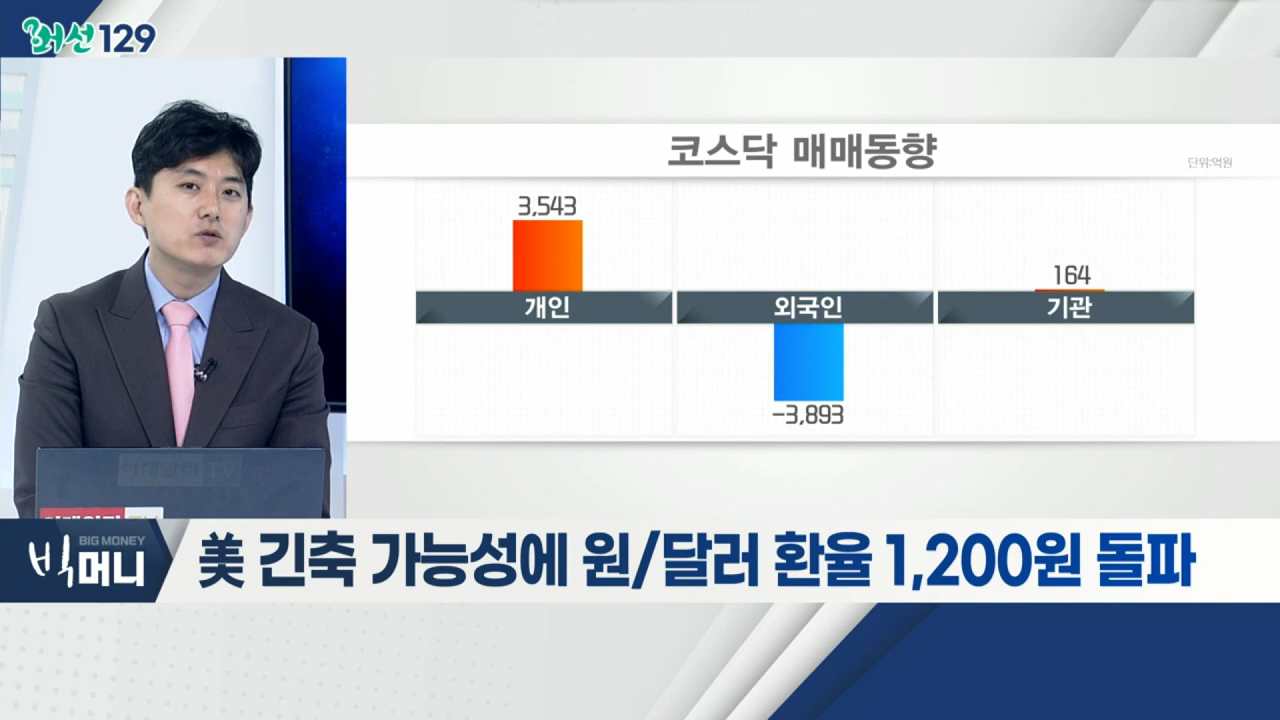 머선129
코스닥 매매동향
단위:억원
3,543
164
개인
외국인
기관
-3,893
빅머니
BIG MONEY
美 긴축 가능성에 원/달러 환율 1,200원 돌파